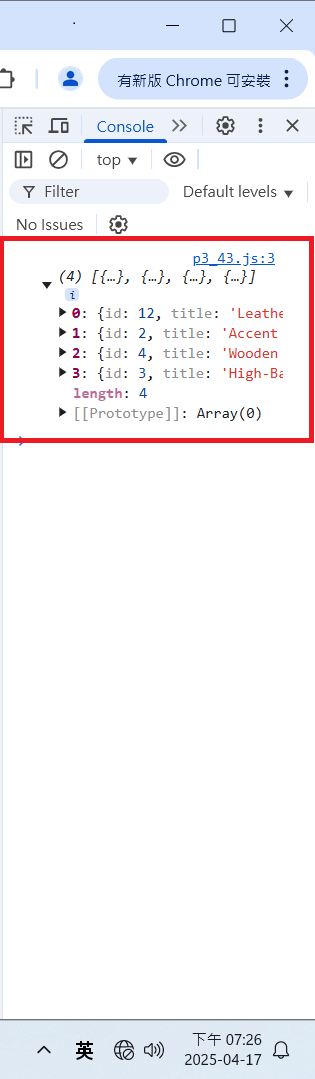 有新版 Chrome 可安裝
Console
top
Filter
Default levels
No Issues
p3_43.js:3
(4) [{…}, {…}, {…}, {…}]
i
0: {id: 12, title: 'Leathe
1: {id: 2, title: 'Accent
2: {id: 4, title: 'Wooden
3: {id: 3, title: 'High-Ba
length: 4
[[Prototype]]: Array(0)
英
下午 07:26
2025-04-17